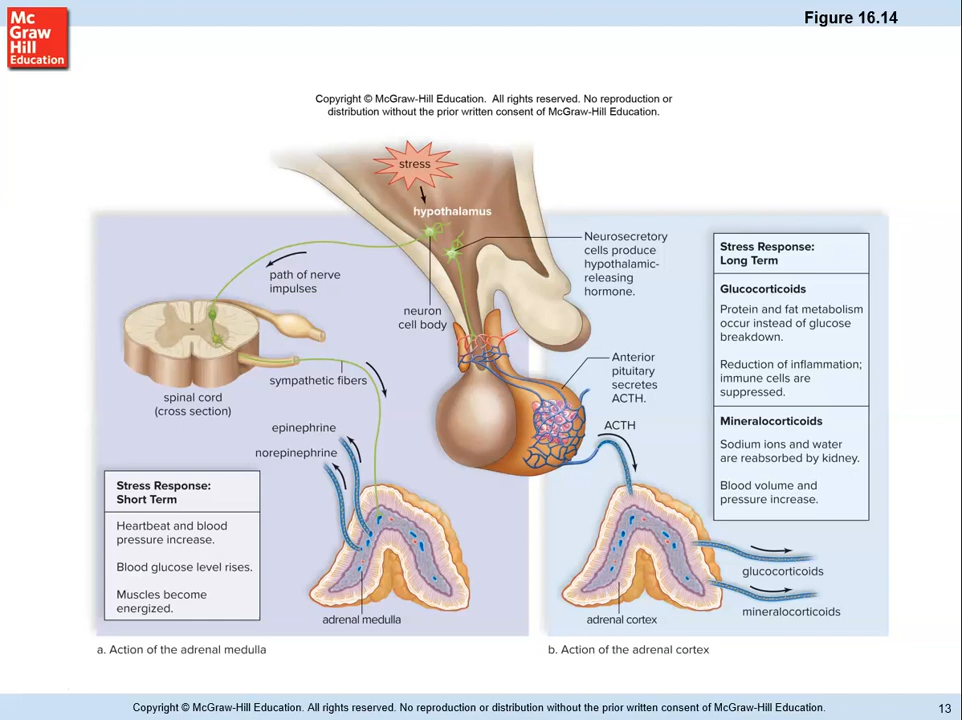 Mc
Graw
Hill
Education
Figure 16.14
Copyright © McGraw-Hill Education. All rights reserved. No reproduction or
distribution without the prior written consent of McGraw-Hill Education.
stress
hypothalamus
path of nerve
impulses
neuron
cell body
Neurosecretory
cells produce
hypothalamic-
releasing
hormone.
spinal cord
(cross section)
sympathetic fibers
Anterior
pituitary
secretes
ACTH.
ACTH
epinephrine
norepinephrine
Stress Response:
Short Term
Heartbeat and blood
pressure increase.
Blood glucose level rises.
Muscles become
energized.
adrenal medulla
Stress Response:
Long Term
Glucocorticoids
Protein and fat metabolism
occur instead of glucose
breakdown.
Reduction of inflammation;
immune cells are
suppressed.
Mineralocorticoids
Sodium ions and water
are reabsorbed by kidney.
Blood volume and
pressure increase.
glucocorticoids
mineralocorticoids
adrenal cortex
a. Action of the adrenal medulla
b. Action of the adrenal cortex
Copyright © McGraw-Hill Education. All rights reserved. No reproduction or distribution without the prior written consent of McGraw-Hill Education.
13